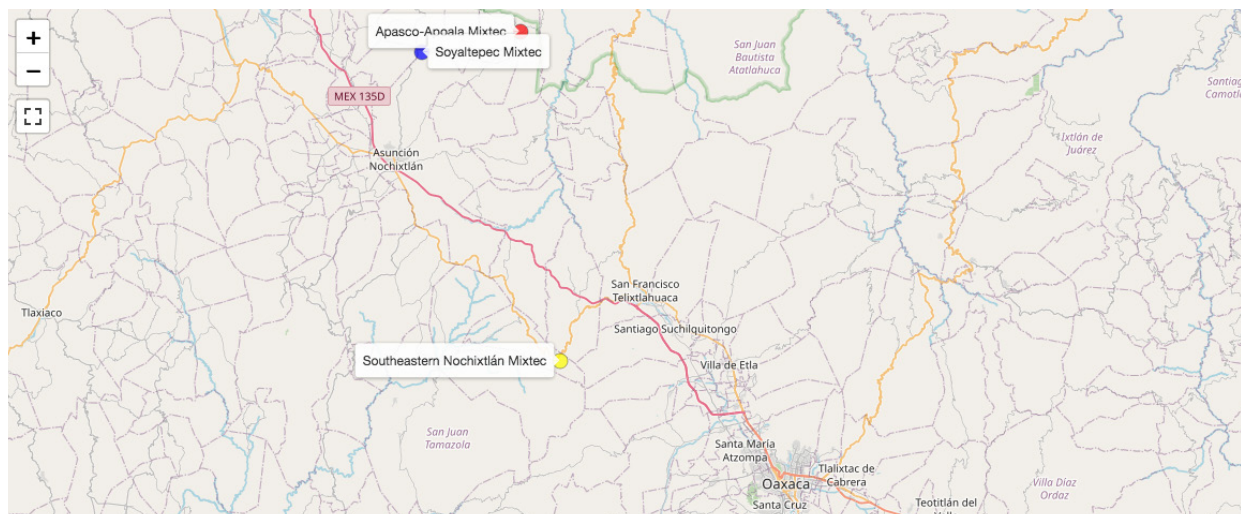 +
−
Apasco-Apoala Mixtec
Soyaltepec Mixtec
San Juan
Bautista
Atatlahuca
Santiag
Camotl
MEX 135D
Ixtlán de
Juárez
Asunción
Nochixtlán
San Francisco
Telixtlahuaca
Tlaxiaco
Santiago Suchilquitongo
Southeastern Nochixtlán Mixtec
Villa de Etla
San Juan
Tamazola
Santa María
Atzompa
Tlalixtac de
Cabrera
Oaxaca
Villa Díaz
Ordaz
Santa Cruz
Teotitlán del